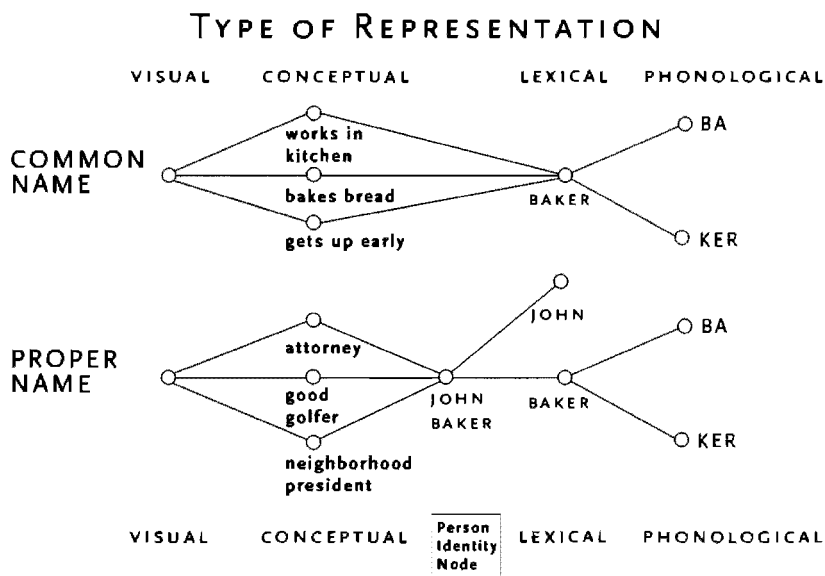 TYPE OF REPRESENTATION
VISUAL CONCEPTUAL LEXICAL PHONOLOGICAL
COMMON
NAME
works in
kitchen
bakes bread
gets up early
BAKER
BA
KER
PROPER
NAME
attorney
good
golfer
neighborhood
president
JOHN
BAKER
JOHN
BAKER
BA
KER
VISUAL CONCEPTUAL
Person
Identity
Node
LEXICAL PHONOLOGICAL